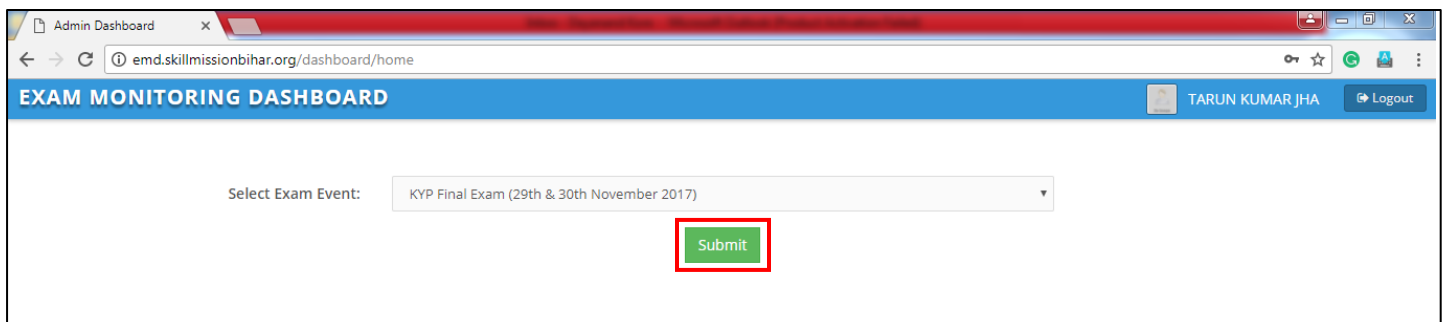 Admin Dashboard
emd.skillmissionbihar.org/dashboard/home
EXAM MONITORING DASHBOARD
TARUN KUMAR JHA
Logout
Select Exam Event:
KYP Final Exam (29th & 30th November 2017)
Submit